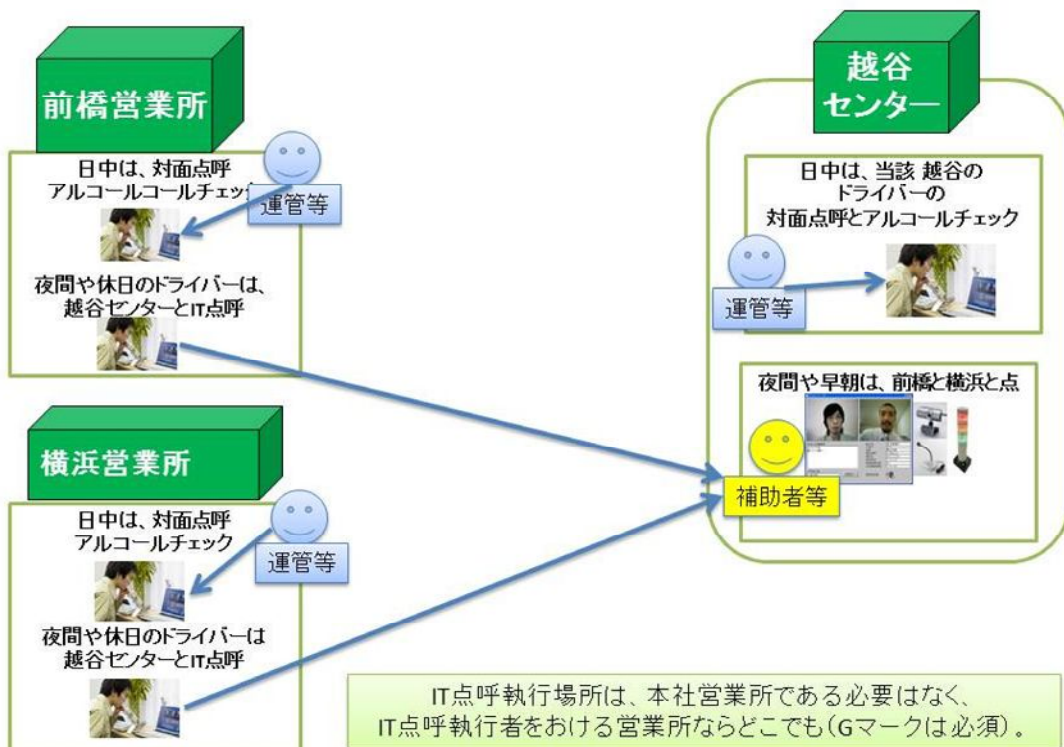 前橋営業所
日中は、対面点呼
アルコールコールチェック
運管等
夜間や休日のドライバーは、
越谷センターとIT点呼
横浜営業所
日中は、対面点呼
アルコールチェック
運管等
夜間や休日のドライバーは
越谷センターとIT点呼
越谷
センター
日中は、当該 越谷の
ドライバーの
対面点呼とアルコールチェック
運管等
夜間や早朝は、前橋と横浜と点
補助者等
IT点呼執行場所は、本社営業所である必要はなく、
IT点呼執行者をおける営業所ならどこでも(Gマークは必須)。